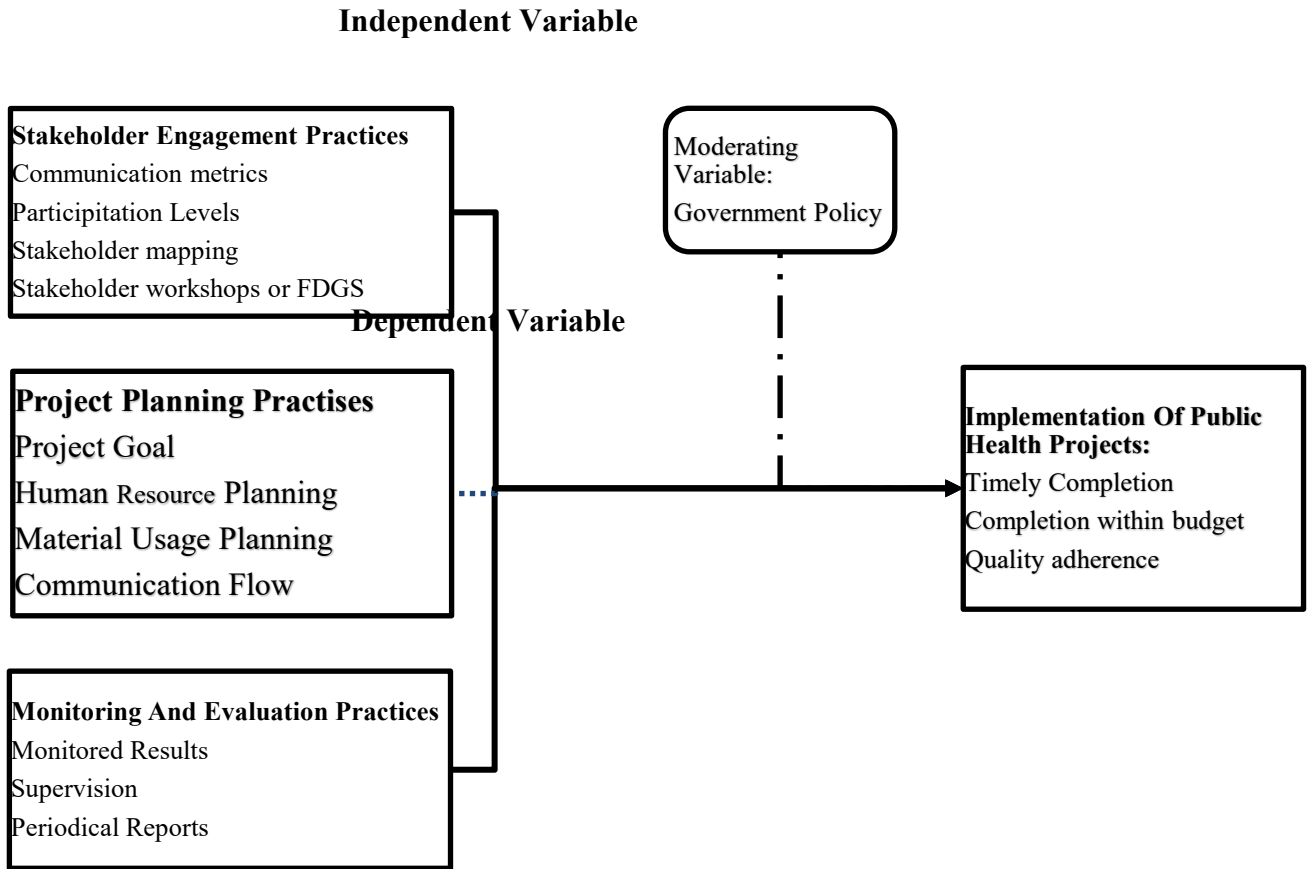 Independent Variable
Stakeholder Engagement Practices
Communication metrics
Participitation Levels
Stakeholder mapping
Stakeholder workshops or FDGS
Moderating
Variable:
Government Policy
Dependent Variable
Project Planning Practises
Project Goal
Human Resource Planning
Material Usage Planning
Communication Flow
Implementation Of Public
Health Projects:
Timely Completion
Completion within budget
Quality adherence
Monitoring And Evaluation Practices
Monitored Results
Supervision
Periodical Reports